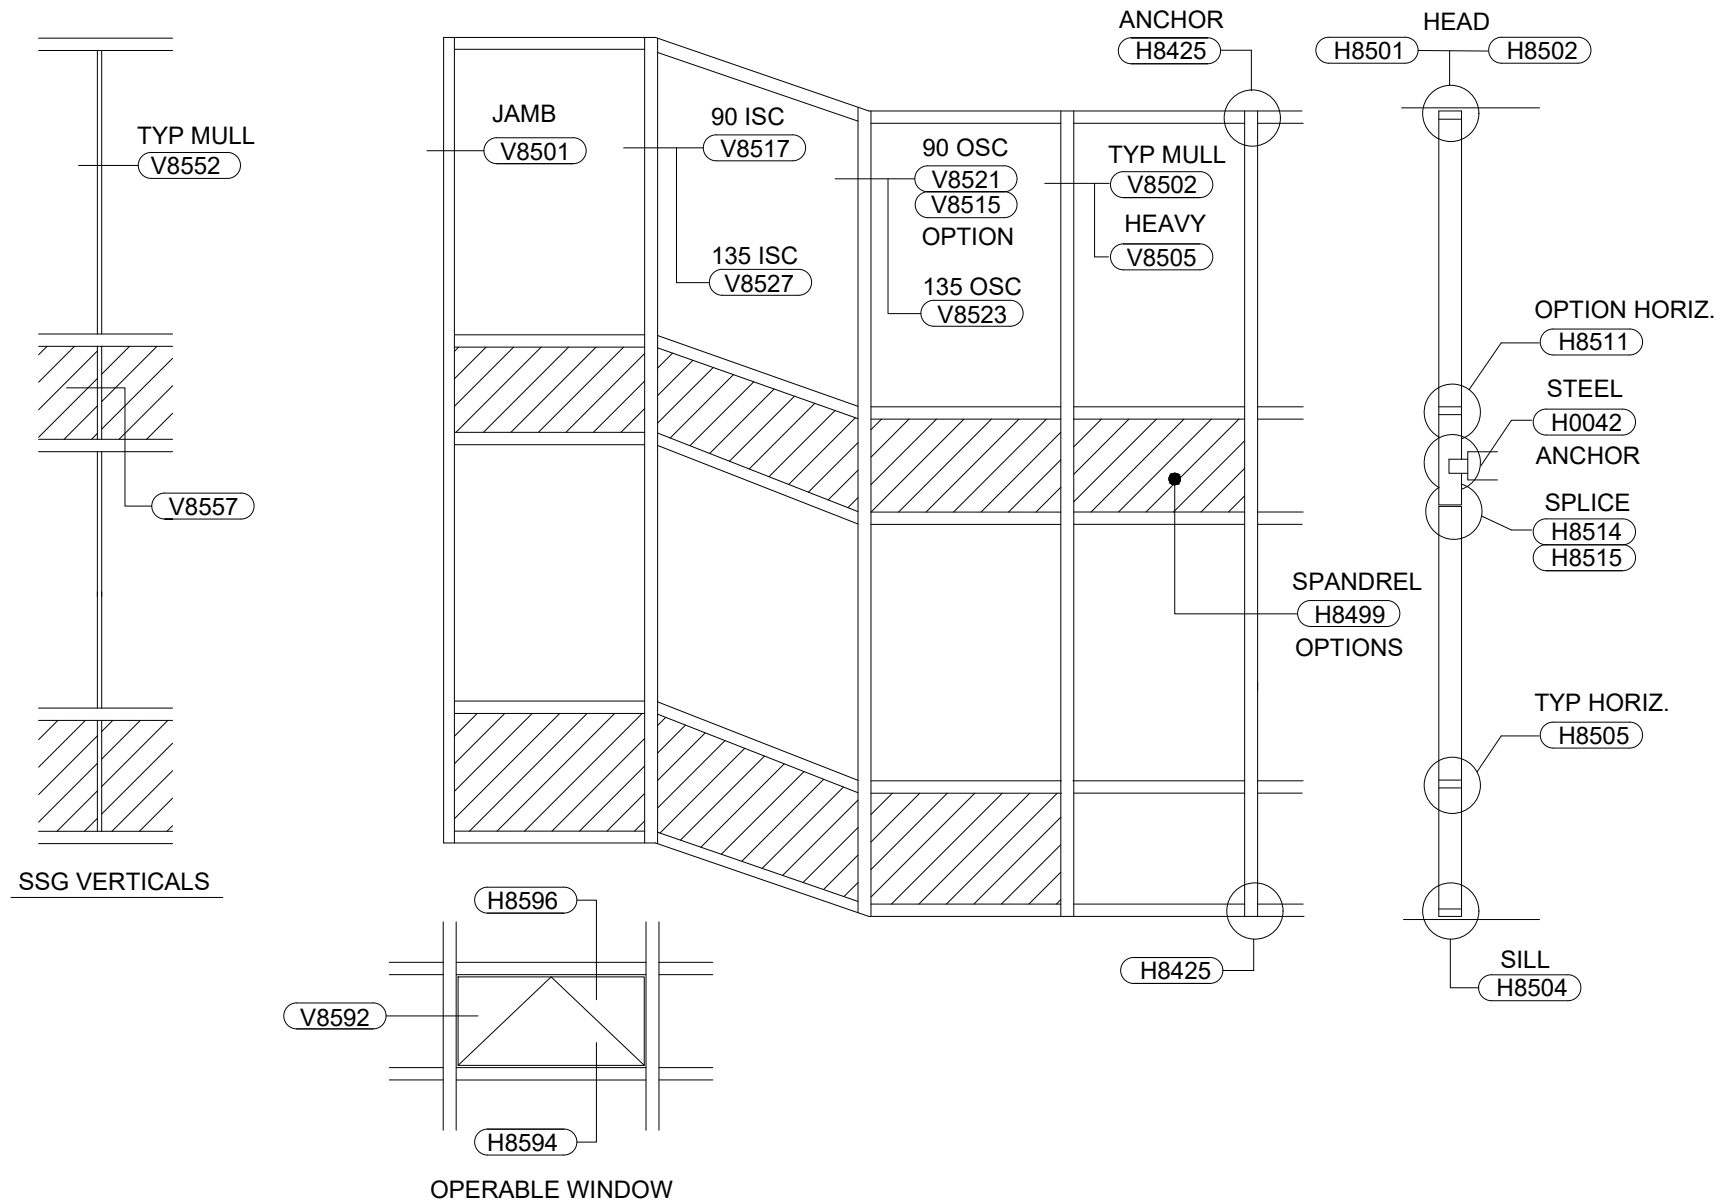 ANCHOR
H8425
HEAD
H8501
H8502
TYP MULL
V8552
JAMB
V8501
90 ISC
V8517
135 ISC
V8527
90 OSC
V8521
V8515
OPTION
135 OSC
V8523
TYP MULL
V8502
HEAVY
V8505
OPTION HORIZ.
H8511
STEEL
H0042
ANCHOR
SPLICE
H8514
H8515
V8557
SPANDREL
H8499
OPTIONS
TYP HORIZ.
H8505
SSG VERTICALS
H8596
V8592
H8594
OPERABLE WINDOW
H8425
SILL
H8504